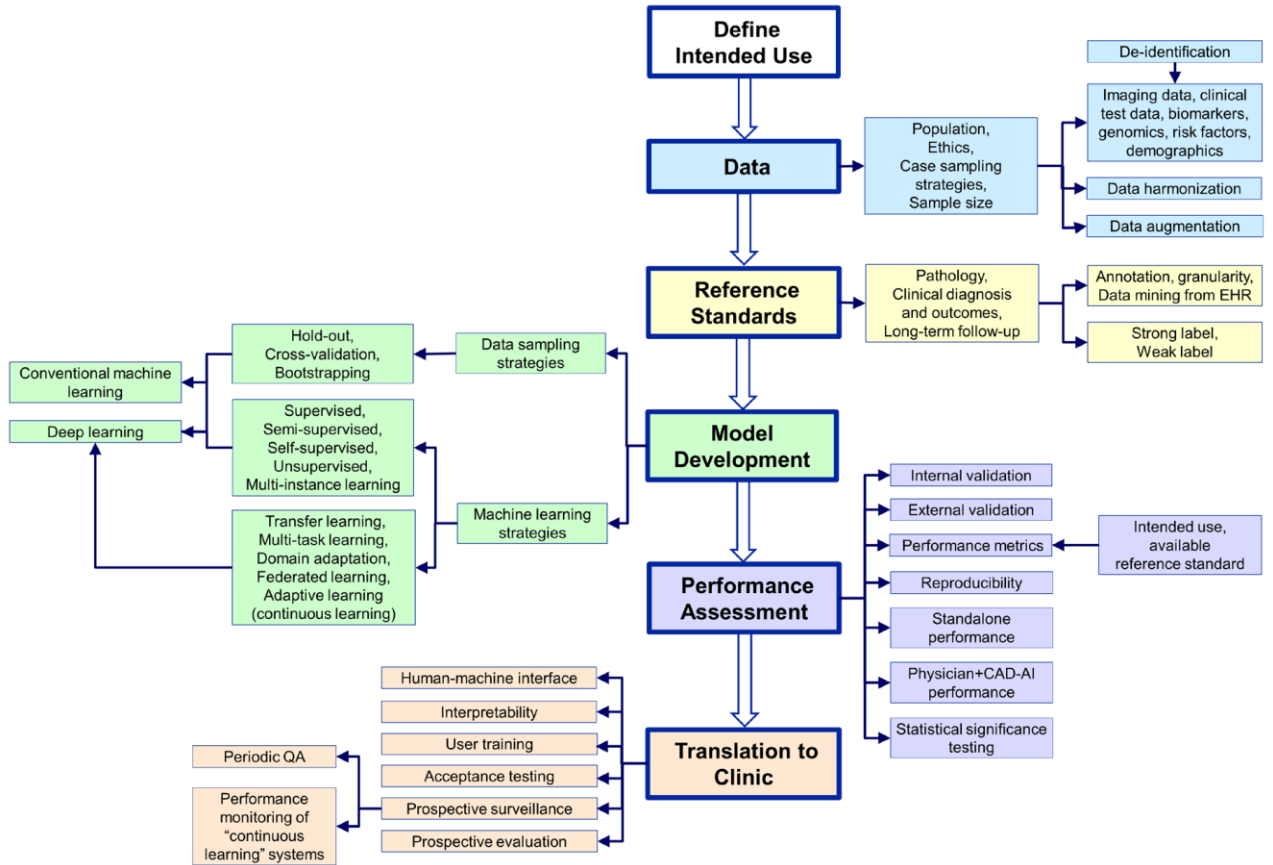 Define
Intended Use
De-identification
Imaging data, clinical
test data, biomarkers,
genomics, risk factors,
demographics
Population,
Ethics,
Case sampling
strategies,
Sample size
Data
Data harmonization
Data augmentation
Reference
Standards
Pathology,
Clinical diagnosis
and outcomes,
Long-term follow-up
Annotation, granularity,
Data mining from EHR
Strong label,
Weak label
Hold-out,
Cross-validation,
Bootstrapping
Data sampling
strategies
Conventional machine
learning
Deep learning
Supervised,
Semi-supervised,
Self-supervised,
Unsupervised,
Multi-instance learning
Model
Development
Machine learning
strategies
Transfer learning,
Multi-task learning,
Domain adaptation,
Federated learning,
Adaptive learning
(continuous learning)
Performance
Assessment
Internal validation
External validation
Performance metrics
Intended use,
available
reference standard
Reproducibility
Standalone
performance
Physician+CAD-AI
performance
Statistical significance
testing
Translation to
Clinic
Human-machine interface
Interpretability
User training
Acceptance testing
Prospective surveillance
Prospective evaluation
Periodic QA
Performance
monitoring of
“continuous
learning” systems